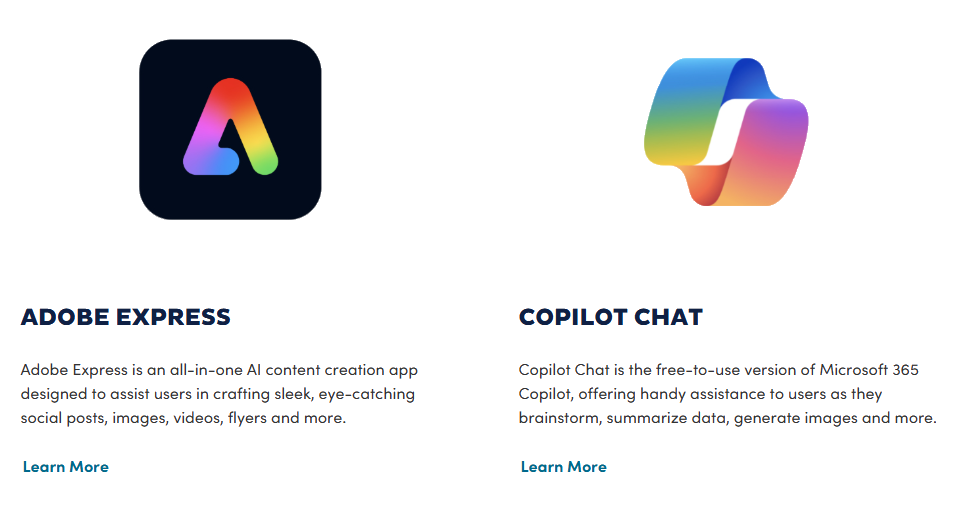 ADOBE EXPRESS
Adobe Express is an all-in-one AI content creation app
designed to assist users in crafting sleek, eye-catching
social posts, images, videos, flyers and more.
Learn More
COPILOT CHAT
Copilot Chat is the free-to-use version of Microsoft 365
Copilot, offering handy assistance to users as they
brainstorm, summarize data, generate images and more.
Learn More